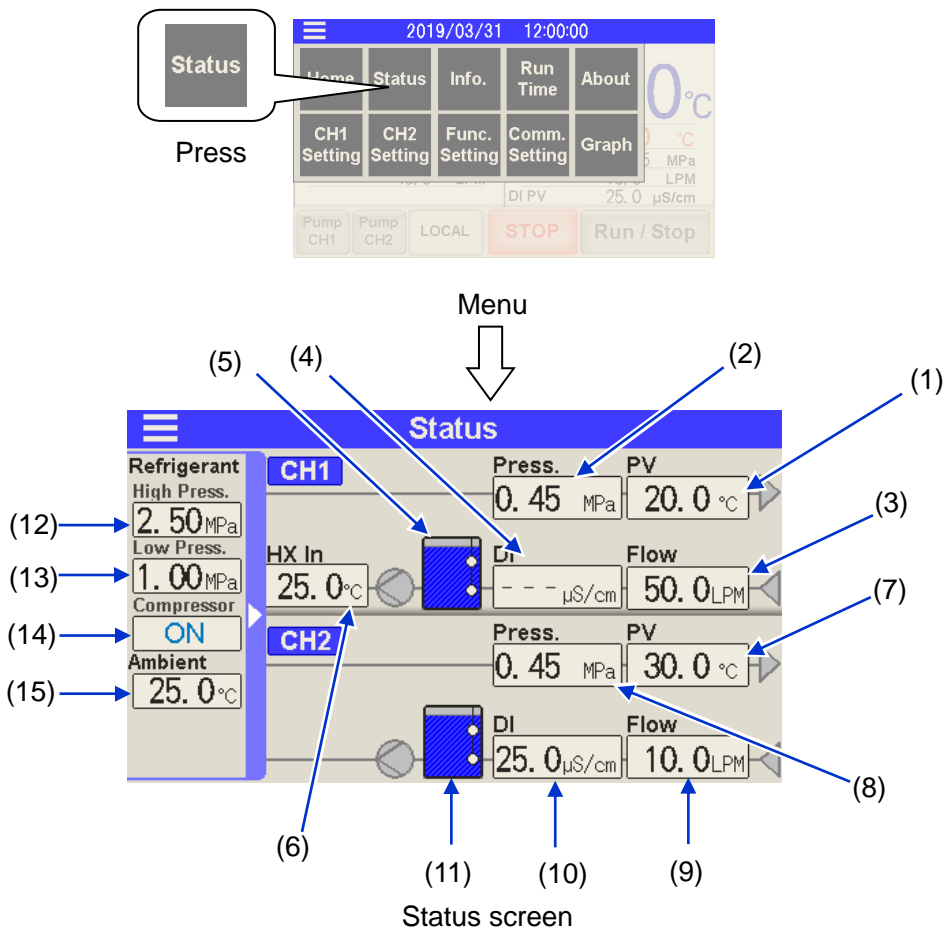 Status
Press
2019/03/31 12:00:00
Home Status Info. Run Time About
CH1 Setting CH2 Setting Func. Setting Comm. Setting Graph
0 °C
°C
MPa
LPM
DI PV 25.0 µS/cm
Pump CH1 Pump CH2 LOCAL STOP Run / Stop
Menu
(5) (4) (2) (1)
Status
Refrigerant CH1 Press. PV
High Press. 0.45 MPa 20.0 °C
(12) 2.50 MPa (3)
Low Press. HX In DI Flow
(13) 1.00 MPa 25.0 °C - - - µS/cm 50.0 LPM (7)
Compressor CH2 Press. PV
(14) ON 0.45 MPa 30.0 °C
Ambient
(15) 25.0 °C
DI Flow
25.0 µS/cm 10.0 LPM
(8)
(6) (11) (10) (9)
Status screen